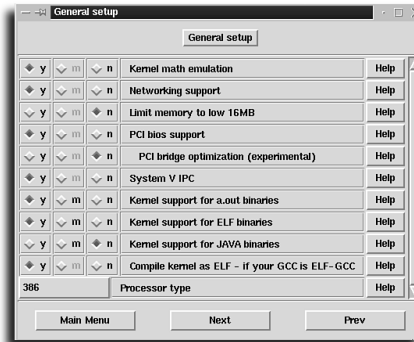 General setup
General setup
y m n Kernel math emulation Help
y m n Networking support Help
y m n Limit memory to low 16MB Help
y m n PCI bios support Help
y m n PCI bridge optimization (experimental) Help
y m n System V IPC Help
y m n Kernel support for a.out binaries Help
y m n Kernel support for ELF binaries Help
y m n Kernel support for JAVA binaries Help
y m n Compile kernel as ELF - if your GCC is ELF-GCC Help
386 Processor type Help
Main Menu Next Prev